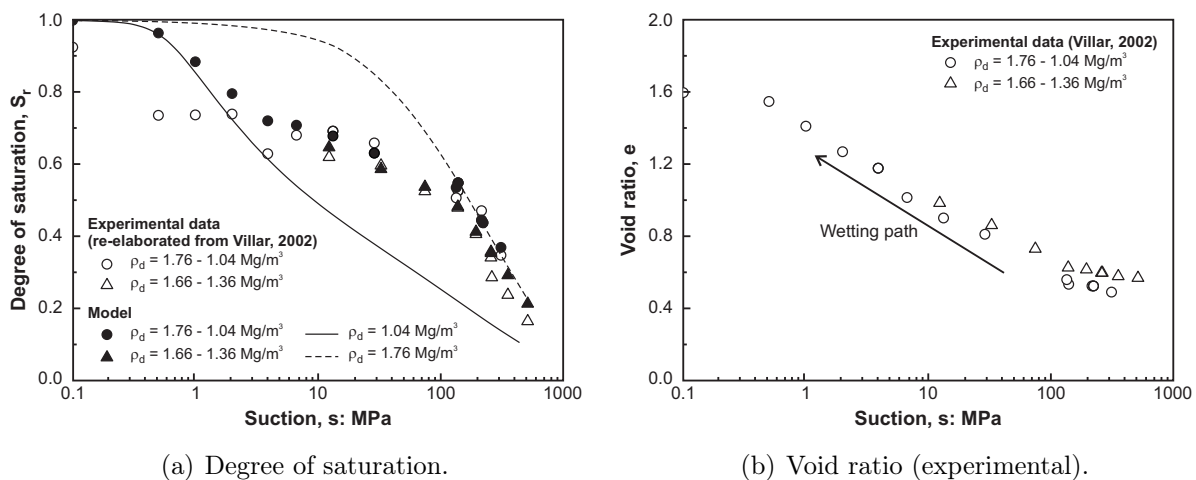 1.0
0.8
0.6
0.4
0.2
0.0
Degree of saturation, Sr
Experimental data
(re-elaborated from Villar, 2002)
ρd = 1.76 - 1.04 Mg/m³
ρd = 1.66 - 1.36 Mg/m³
Model
ρd = 1.76 - 1.04 Mg/m³
ρd = 1.04 Mg/m³
ρd = 1.66 - 1.36 Mg/m³
ρd = 1.76 Mg/m³
0.1 1 10 100 1000
Suction, s: MPa
(a) Degree of saturation.
2.0
1.6
1.2
0.8
0.4
0.0
Void ratio, e
Experimental data (Villar, 2002)
ρd = 1.76 - 1.04 Mg/m³
ρd = 1.66 - 1.36 Mg/m³
Wetting path
0.1 1 10 100 1000
Suction, s: MPa
(b) Void ratio (experimental).